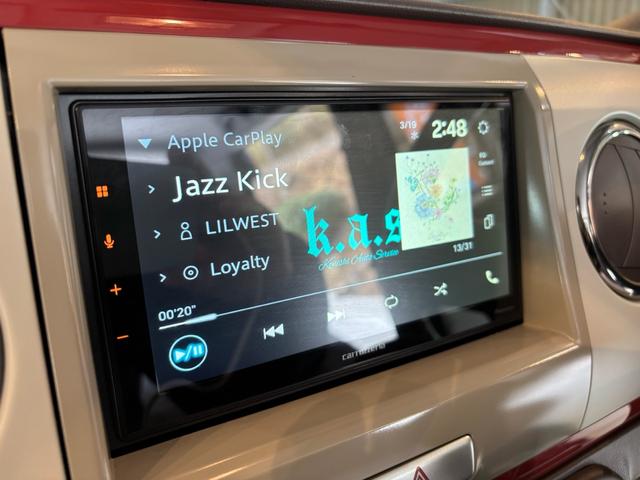 Apple CarPlay
3/19
2:48
Jazz Kick
LILWEST
k.a.s
Loyalty
13/31
00'20"
carrozzeria